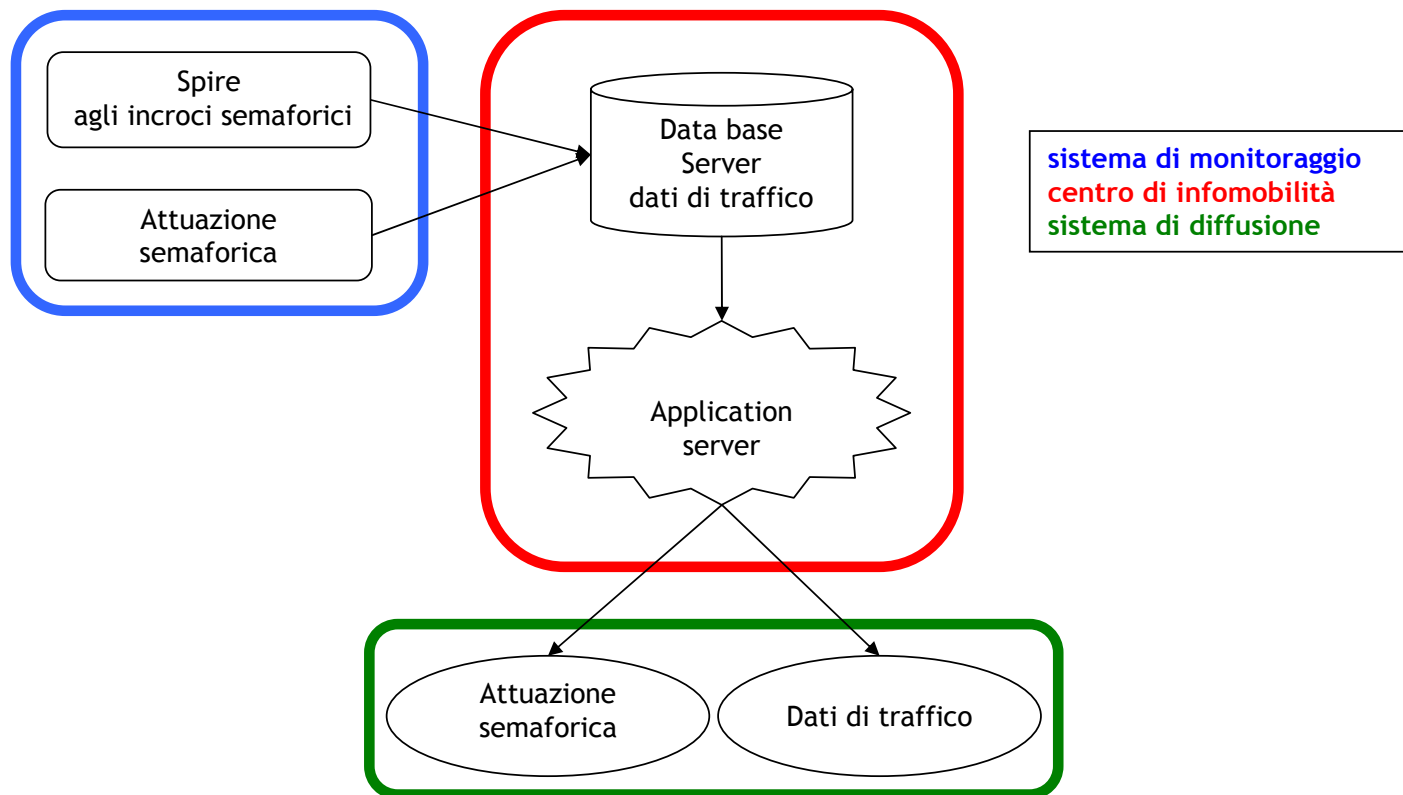 Spire
agli incroci semaforici
Attuazione
semaforica
Data base
Server
dati di traffico
Application
server
sistema di monitoraggio
centro di infomobilità
sistema di diffusione
Attuazione
semaforica
Dati di traffico